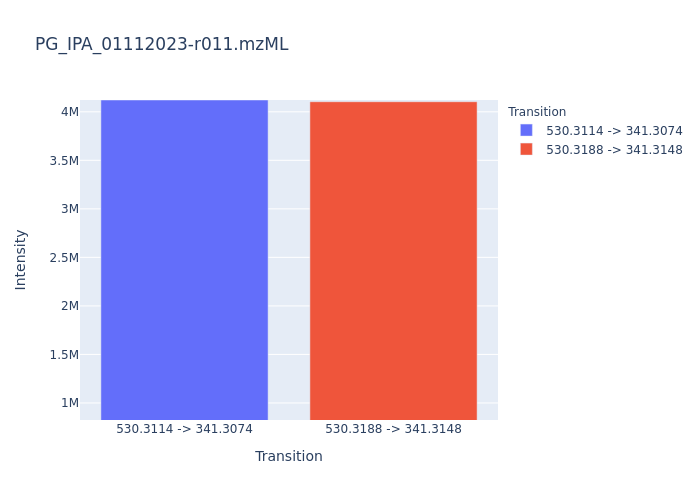 PG_IPA_01112023-r011.mzML
Transition
530.3114 -> 341.3074
530.3188 -> 341.3148
4M
3.5M
3M
2.5M
2M
1.5M
1M
Intensity
530.3114 -> 341.3074
530.3188 -> 341.3148
Transition